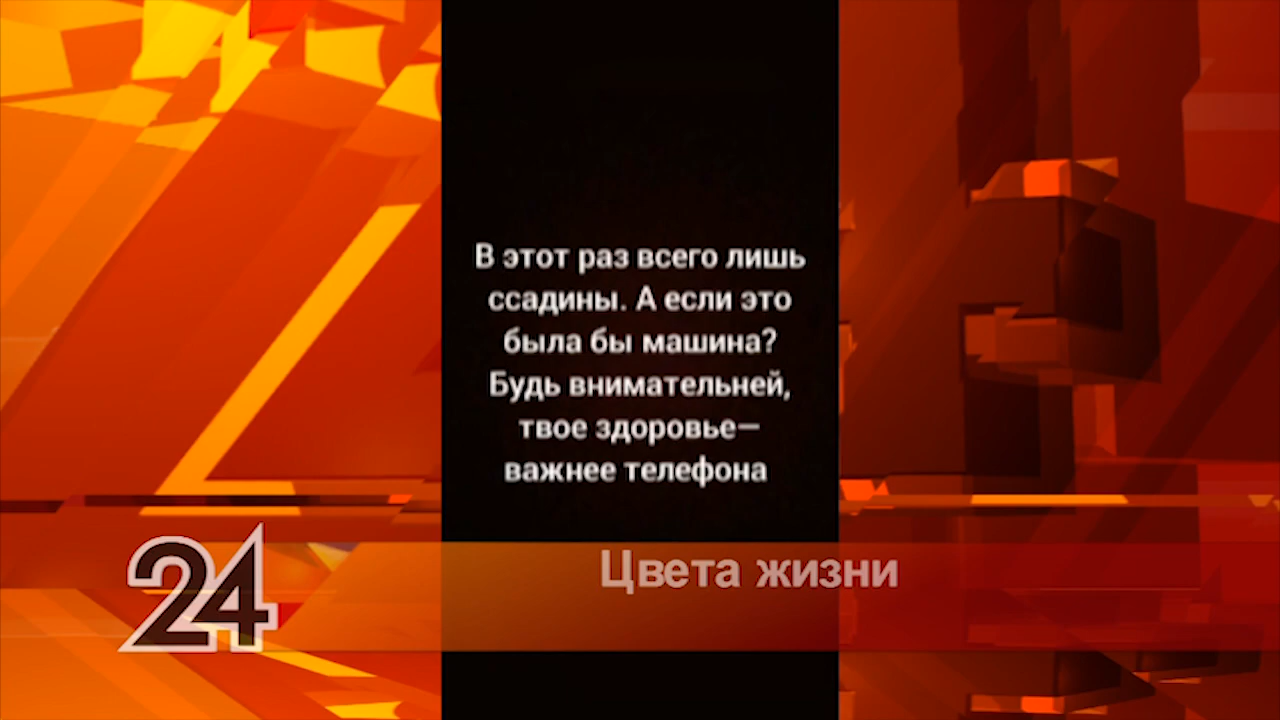 В этот раз всего лишь
ссадины. А если это
была бы машина?
Будь внимательней,
твое здоровье—
важнее телефона
Цвета жизни
24